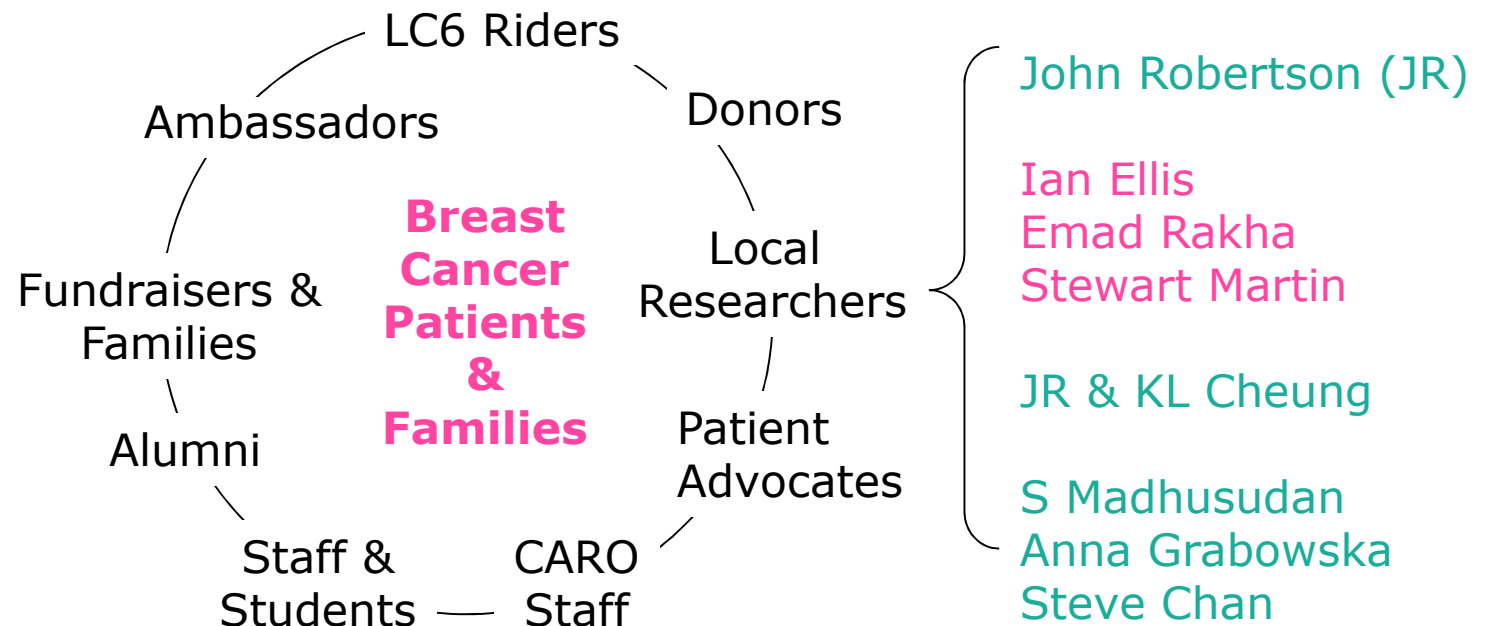 LC6 Riders
Donors
Local
Researchers
Patient
Advocates
CARO
Staff
Staff &
Students
Alumni
Fundraisers &
Families
Ambassadors
Breast
Cancer
Patients
&
Families
John Robertson (JR)
Ian Ellis
Emad Rakha
Stewart Martin
JR & KL Cheung
S Madhusudan
Anna Grabowska
Steve Chan